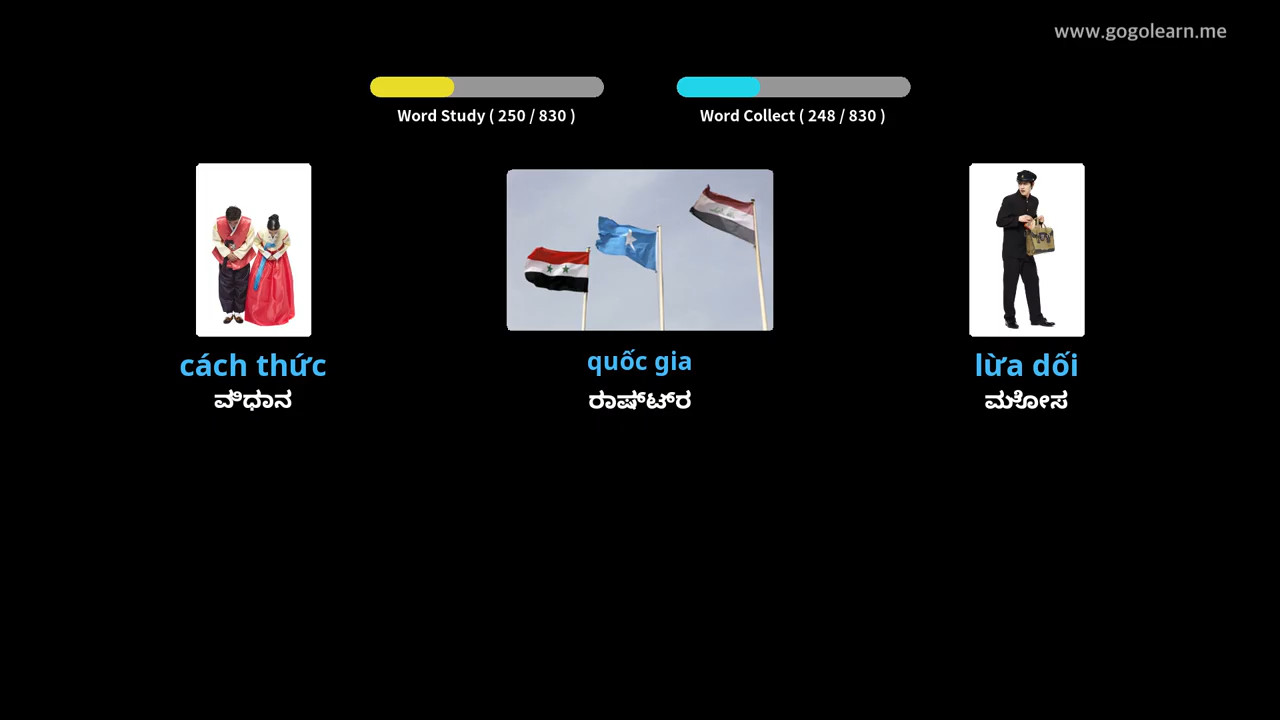 www.gogolearn.me
Word Study ( 250 / 830 )
Word Collect ( 248 / 830 )
cách thức
ವಿಧಾನ
quốc gia
ರಾಷ್ಟ್ರ
lừa dối
ಮೋಸ